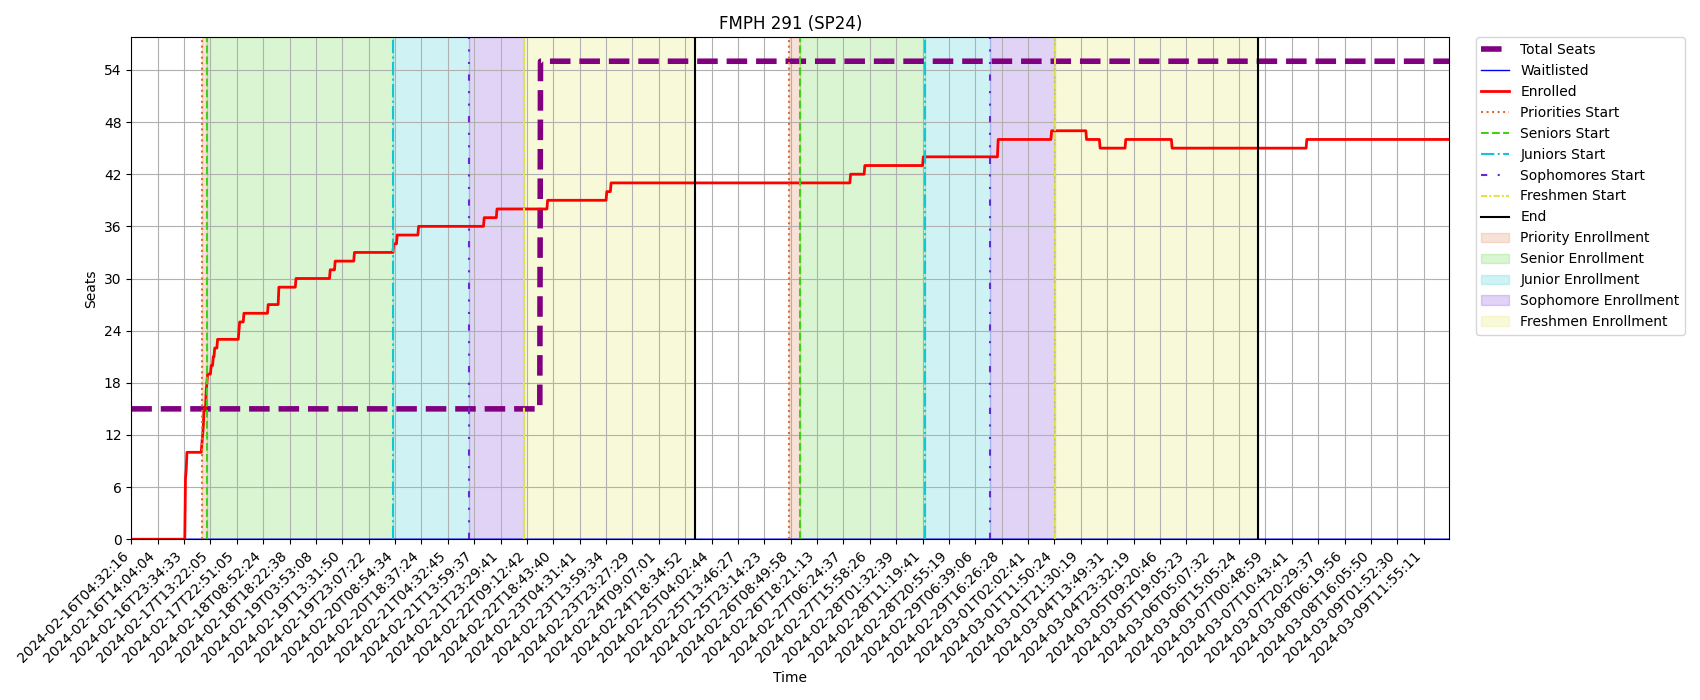 FMPH 291 (SP24)
Seats
54
48
42
36
30
24
18
12
6
0
2024-02-16T04:32:16
2024-02-16T14:04:04
2024-02-16T23:34:33
2024-02-17T13:22:05
2024-02-17T22:51:05
2024-02-18T08:52:24
2024-02-18T18:22:38
2024-02-19T03:53:08
2024-02-19T13:31:50
2024-02-19T23:07:22
2024-02-20T08:54:34
2024-02-20T18:37:24
2024-02-21T04:32:45
2024-02-21T13:59:37
2024-02-21T23:29:41
2024-02-22T09:12:42
2024-02-22T18:43:40
2024-02-23T04:31:41
2024-02-23T13:59:34
2024-02-23T23:27:29
2024-02-24T09:07:01
2024-02-24T18:34:52
2024-02-25T04:02:44
2024-02-25T13:46:27
2024-02-25T23:14:23
2024-02-26T08:49:58
2024-02-26T18:21:13
2024-02-27T06:24:37
2024-02-27T15:58:26
2024-02-28T01:32:39
2024-02-28T11:19:41
2024-02-28T20:55:19
2024-02-29T06:39:06
2024-02-29T16:26:28
2024-03-01T02:02:41
2024-03-01T11:50:24
2024-03-01T21:30:19
2024-03-04T13:49:31
2024-03-04T23:32:19
2024-03-05T09:20:46
2024-03-05T19:05:23
2024-03-06T05:07:32
2024-03-06T15:05:24
2024-03-07T00:48:59
2024-03-07T10:43:41
2024-03-07T20:29:37
2024-03-08T06:19:56
2024-03-08T16:05:50
2024-03-09T01:52:30
2024-03-09T11:55:11
Time
Total Seats
Waitlisted
Enrolled
Priorities Start
Seniors Start
Juniors Start
Sophomores Start
Freshmen Start
End
Priority Enrollment
Senior Enrollment
Junior Enrollment
Sophomore Enrollment
Freshmen Enrollment